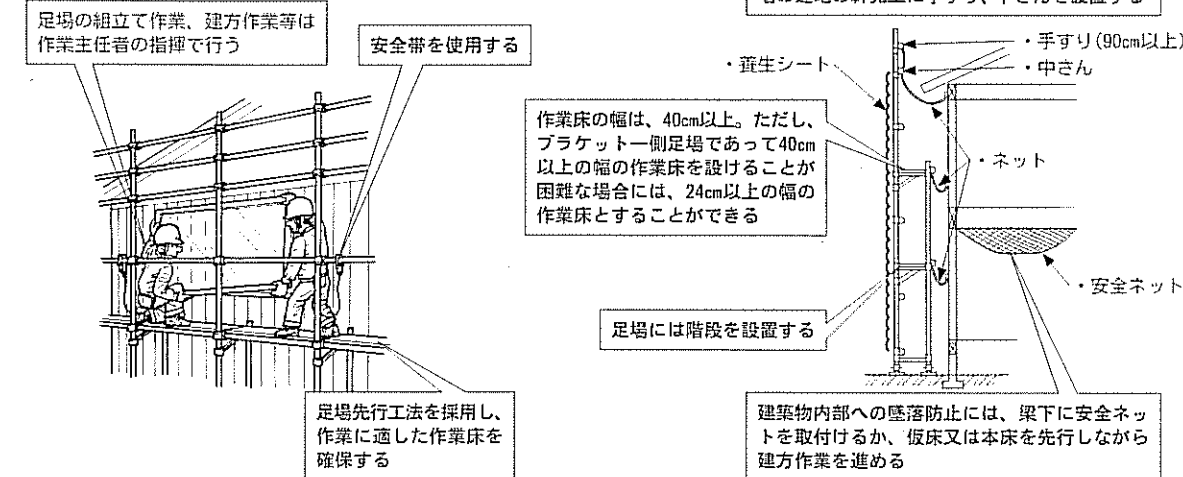 足場の組立て作業、建方作業等は
作業主任者の指揮で行う
安全帯を使用する
足場先行工法を採用し、
作業に適した作業床を
確保する
・手すり(90cm以上)
・中さん
・養生シート
作業床の幅は、40cm以上。ただし、
ブラケット一側足場であって40cm
以上の幅の作業床を設けることが
困難な場合には、24cm以上の幅の
作業床とすることができる
・ネット
・安全ネット
足場には階段を設置する
建築物内部への墜落防止には、梁下に安全ネッ
トを取付けるか、仮床又は本床を先行しながら
建方作業を進める